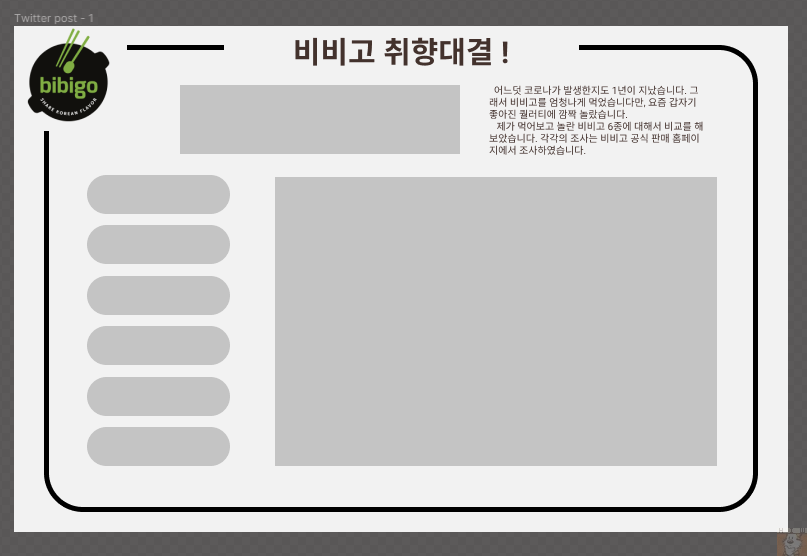 Twitter post - 1
비비고 취향대결 !
bibigo
SHARE KOREAN FLAVOR
어느덧 코로나가 발생한지도 1년이 지났습니다. 그
래서 비비고를 엄청나게 먹었습니다만, 요즘 갑자기
좋아진 퀄러티에 깜짝 놀랐습니다.
제가 먹어보고 놀란 비비고 6종에 대해서 비교를 해
보았습니다. 각각의 조사는 비비고 공식 판매 홈페이
지에서 조사하였습니다.